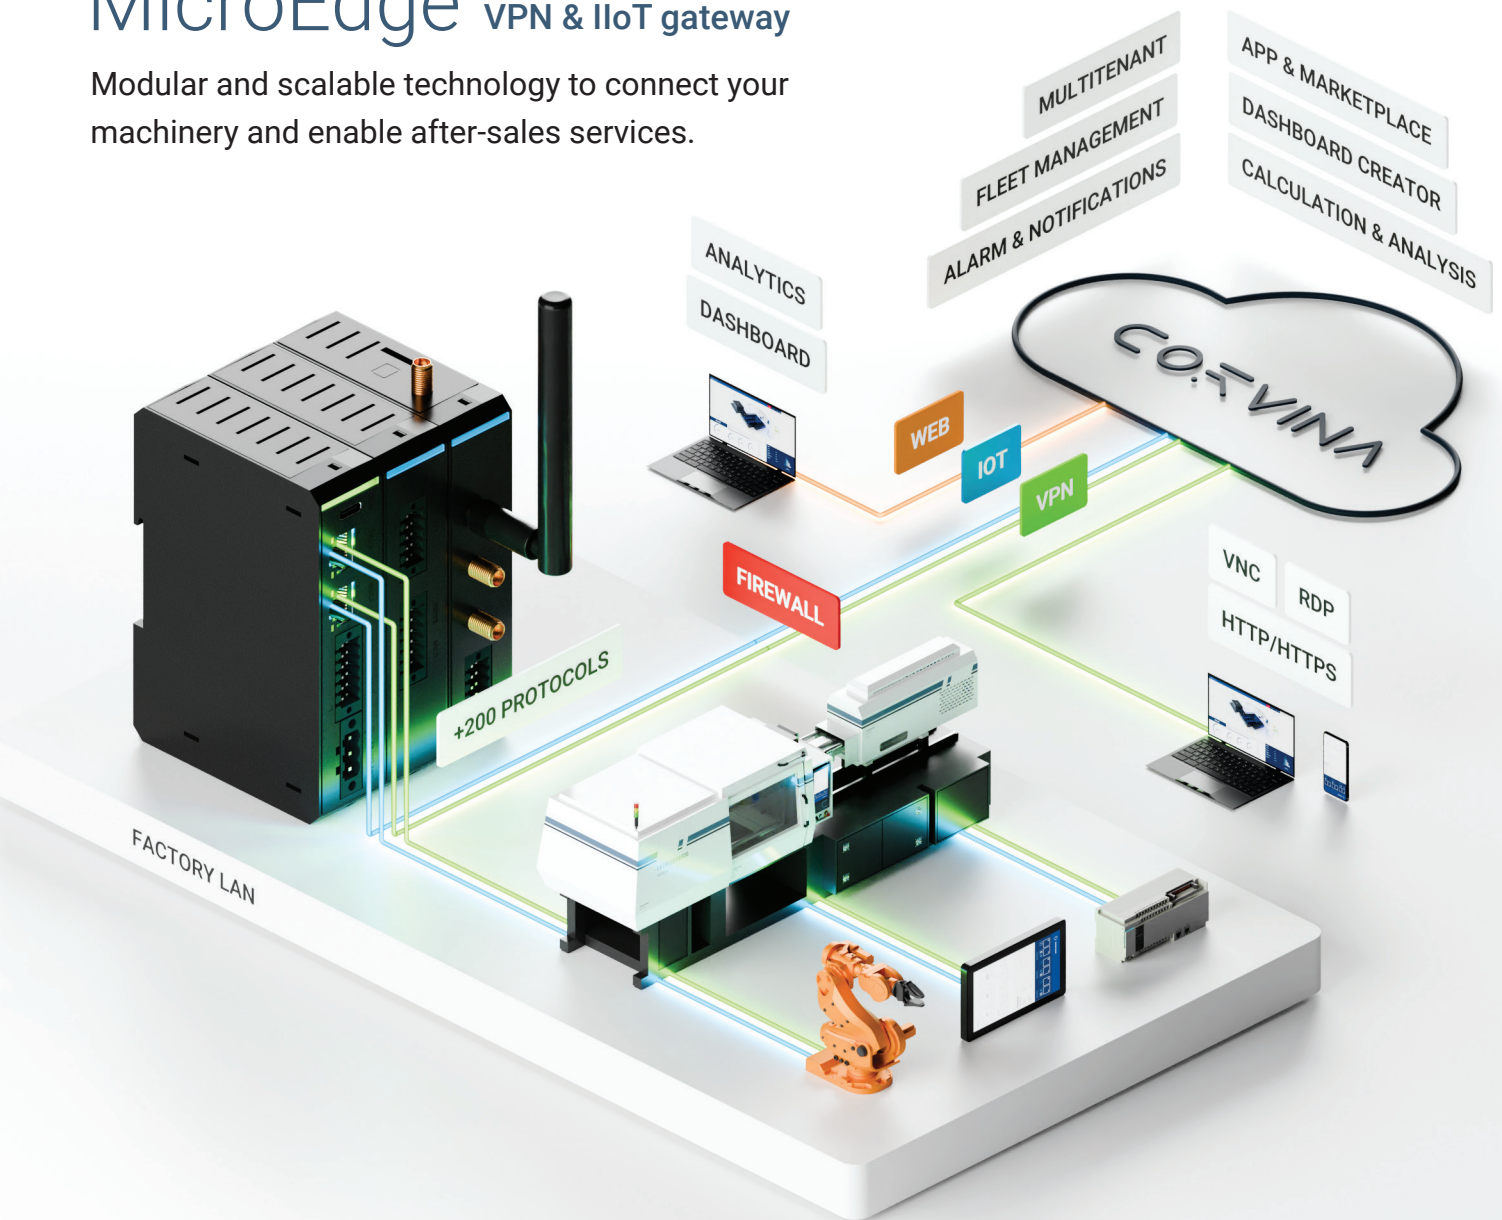 MicroEdge VPN & IIoT gateway
Modular and scalable technology to connect your
machinery and enable after-sales services.
MULTITENANT
FLEET MANAGEMENT
ALARM & NOTIFICATIONS
APP & MARKETPLACE
DASHBOARD CREATOR
CALCULATION & ANALYSIS
ANALYTICS
DASHBOARD
CORVINA
WEB
IOT
VPN
FIREWALL
VNC
RDP
HTTP/HTTPS
+200 PROTOCOLS
FACTORY LAN